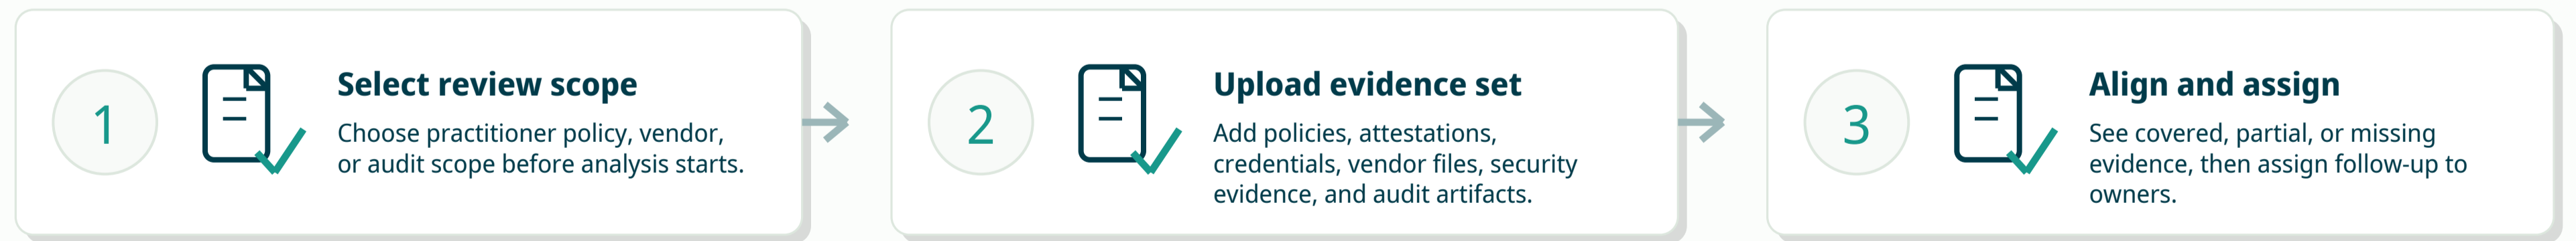 1
Select review scope
Choose practitioner policy, vendor,
or audit scope before analysis starts.
2
Upload evidence set
Add policies, attestations,
credentials, vendor files, security
evidence, and audit artifacts.
3
Align and assign
See covered, partial, or missing
evidence, then assign follow-up to
owners.